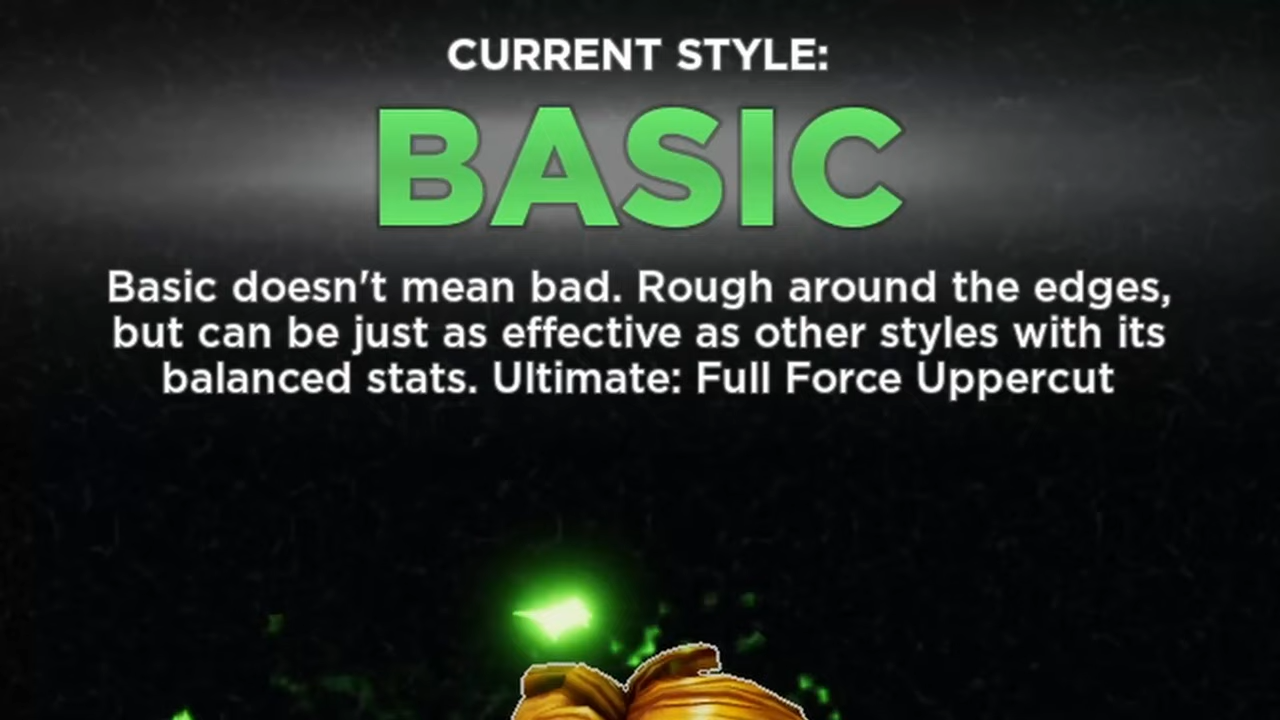 CURRENT STYLE:
BASIC
Basic doesn't mean bad. Rough around the edges,
but can be just as effective as other styles with its
balanced stats. Ultimate: Full Force Uppercut